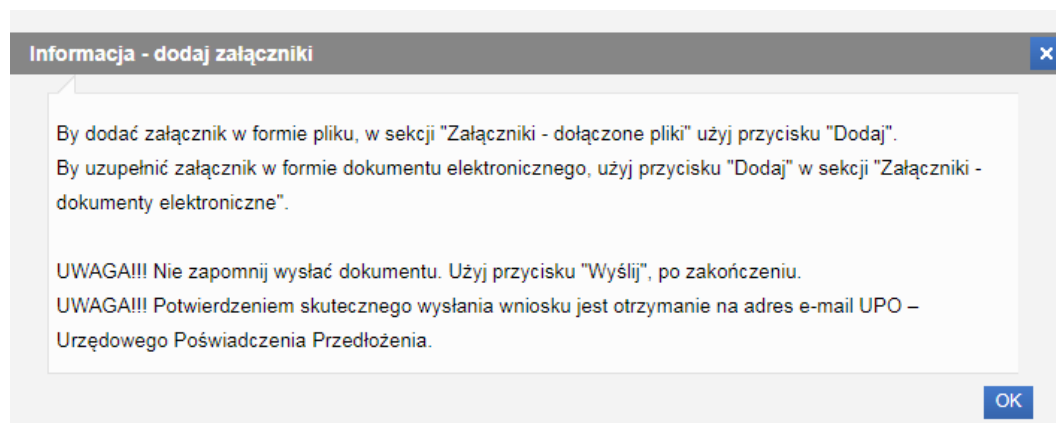 Informacja - dodaj załączniki
By dodać załącznik w formie pliku, w sekcji "Załączniki - dołączone pliki" użyj przycisku "Dodaj".
By uzupełnić załącznik w formie dokumentu elektronicznego, użyj przycisku "Dodaj" w sekcji "Załączniki -
dokumenty elektroniczne".
UWAGA!!! Nie zapomnij wysłać dokumentu. Użyj przycisku "Wyślij", po zakończeniu.
UWAGA!!! Potwierdzeniem skutecznego wysłania wniosku jest otrzymanie na adres e-mail UPO –
Urzędowego Poświadczenia Przedłożenia.
OK